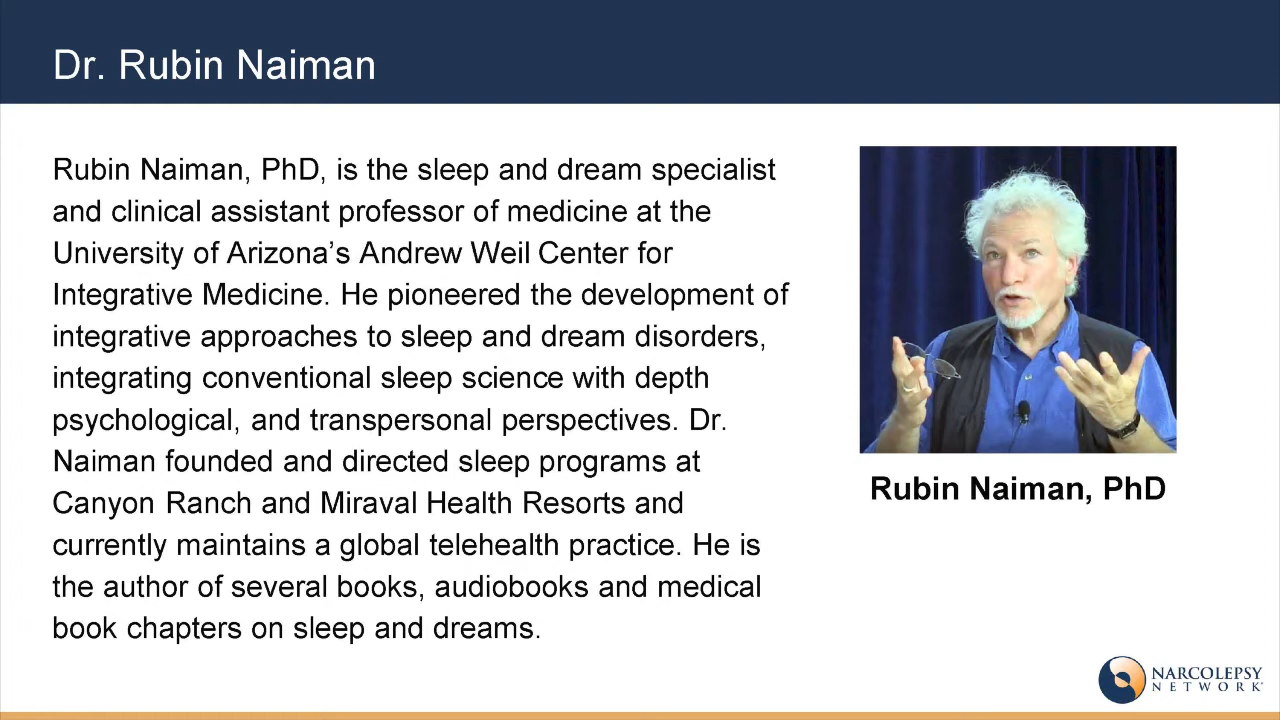 Dr. Rubin Naiman
Rubin Naiman, PhD, is the sleep and dream specialist
and clinical assistant professor of medicine at the
University of Arizona’s Andrew Weil Center for
Integrative Medicine. He pioneered the development of
integrative approaches to sleep and dream disorders,
integrating conventional sleep science with depth
psychological, and transpersonal perspectives. Dr.
Naiman founded and directed sleep programs at
Canyon Ranch and Miraval Health Resorts and
currently maintains a global telehealth practice. He is
the author of several books, audiobooks and medical
book chapters on sleep and dreams.
Rubin Naiman, PhD
NARCOLEPSY
NETWORK®